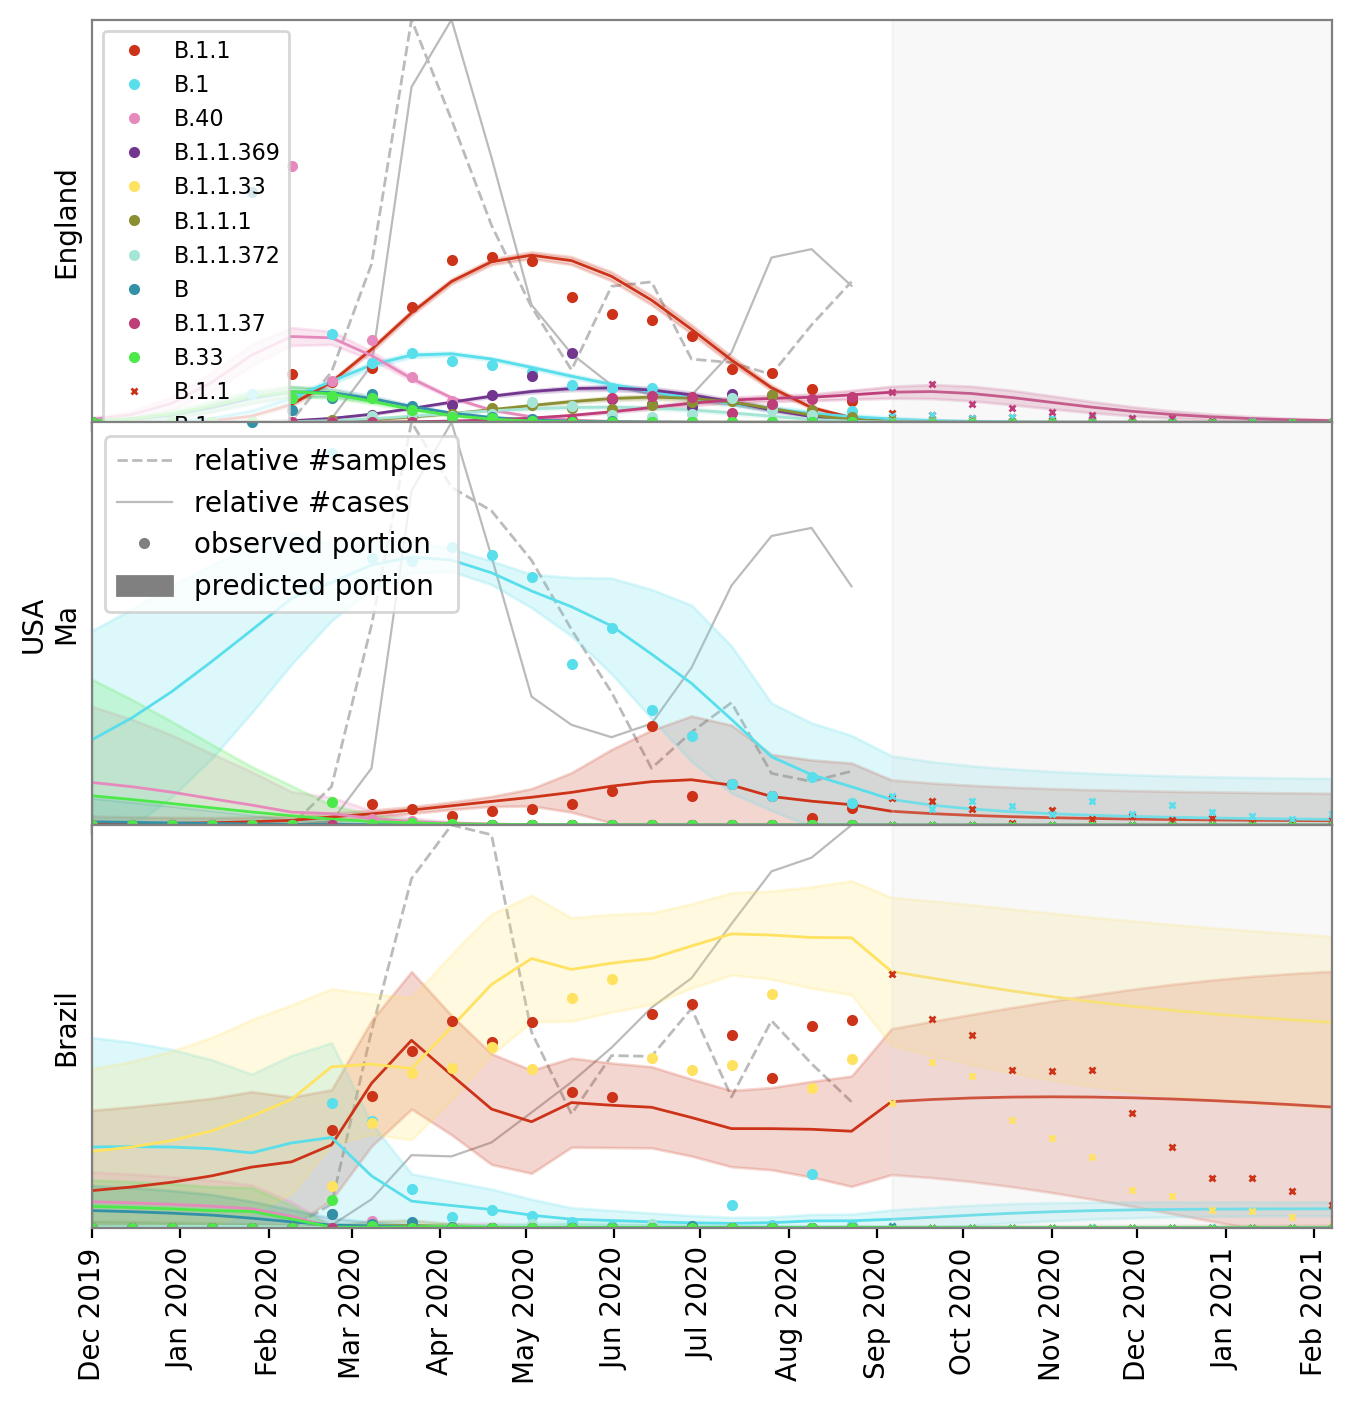 England
B.1.1
B.1
B.40
B.1.1.369
B.1.1.33
B.1.1.1
B.1.1.372
B
B.1.1.37
B.33
B.1.1
B.1
USA
Ma
relative #samples
relative #cases
observed portion
predicted portion
Brazil
Dec 2019
Jan 2020
Feb 2020
Mar 2020
Apr 2020
May 2020
Jun 2020
Jul 2020
Aug 2020
Sep 2020
Oct 2020
Nov 2020
Dec 2020
Jan 2021
Feb 2021